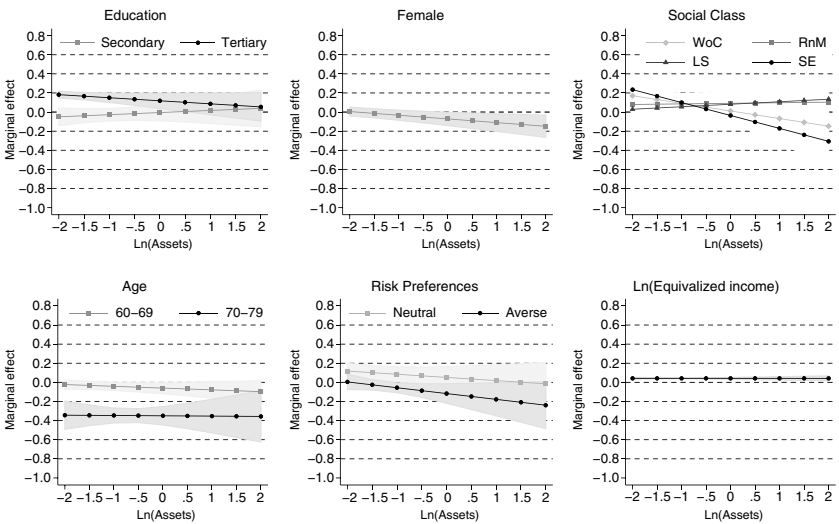 Education
Secondary Tertiary
Marginal effect
0.8
0.6
0.4
0.2
0.0
−0.2
−0.4
−0.6
−0.8
−1.0
−2 −1.5 −1 −.5 0 .5 1 1.5 2
Ln(Assets)
Female
Marginal effect
0.8
0.6
0.4
0.2
0.0
−0.2
−0.4
−0.6
−0.8
−1.0
−2 −1.5 −1 −.5 0 .5 1 1.5 2
Ln(Assets)
Social Class
WoC RnM
LS SE
Marginal effect
0.8
0.6
0.4
0.2
0.0
−0.2
−0.4
−0.6
−0.8
−1.0
−2 −1.5 −1 −.5 0 .5 1 1.5 2
Ln(Assets)
Age
60−69 70−79
Marginal effect
0.8
0.6
0.4
0.2
0.0
−0.2
−0.4
−0.6
−0.8
−1.0
−2 −1.5 −1 −.5 0 .5 1 1.5 2
Ln(Assets)
Risk Preferences
Neutral Averse
Marginal effect
0.8
0.6
0.4
0.2
0.0
−0.2
−0.4
−0.6
−0.8
−1.0
−2 −1.5 −1 −.5 0 .5 1 1.5 2
Ln(Assets)
Ln(Equivalized income)
Marginal effect
0.8
0.6
0.4
0.2
0.0
−0.2
−0.4
−0.6
−0.8
−1.0
−2 −1.5 −1 −.5 0 .5 1 1.5 2
Ln(Assets)